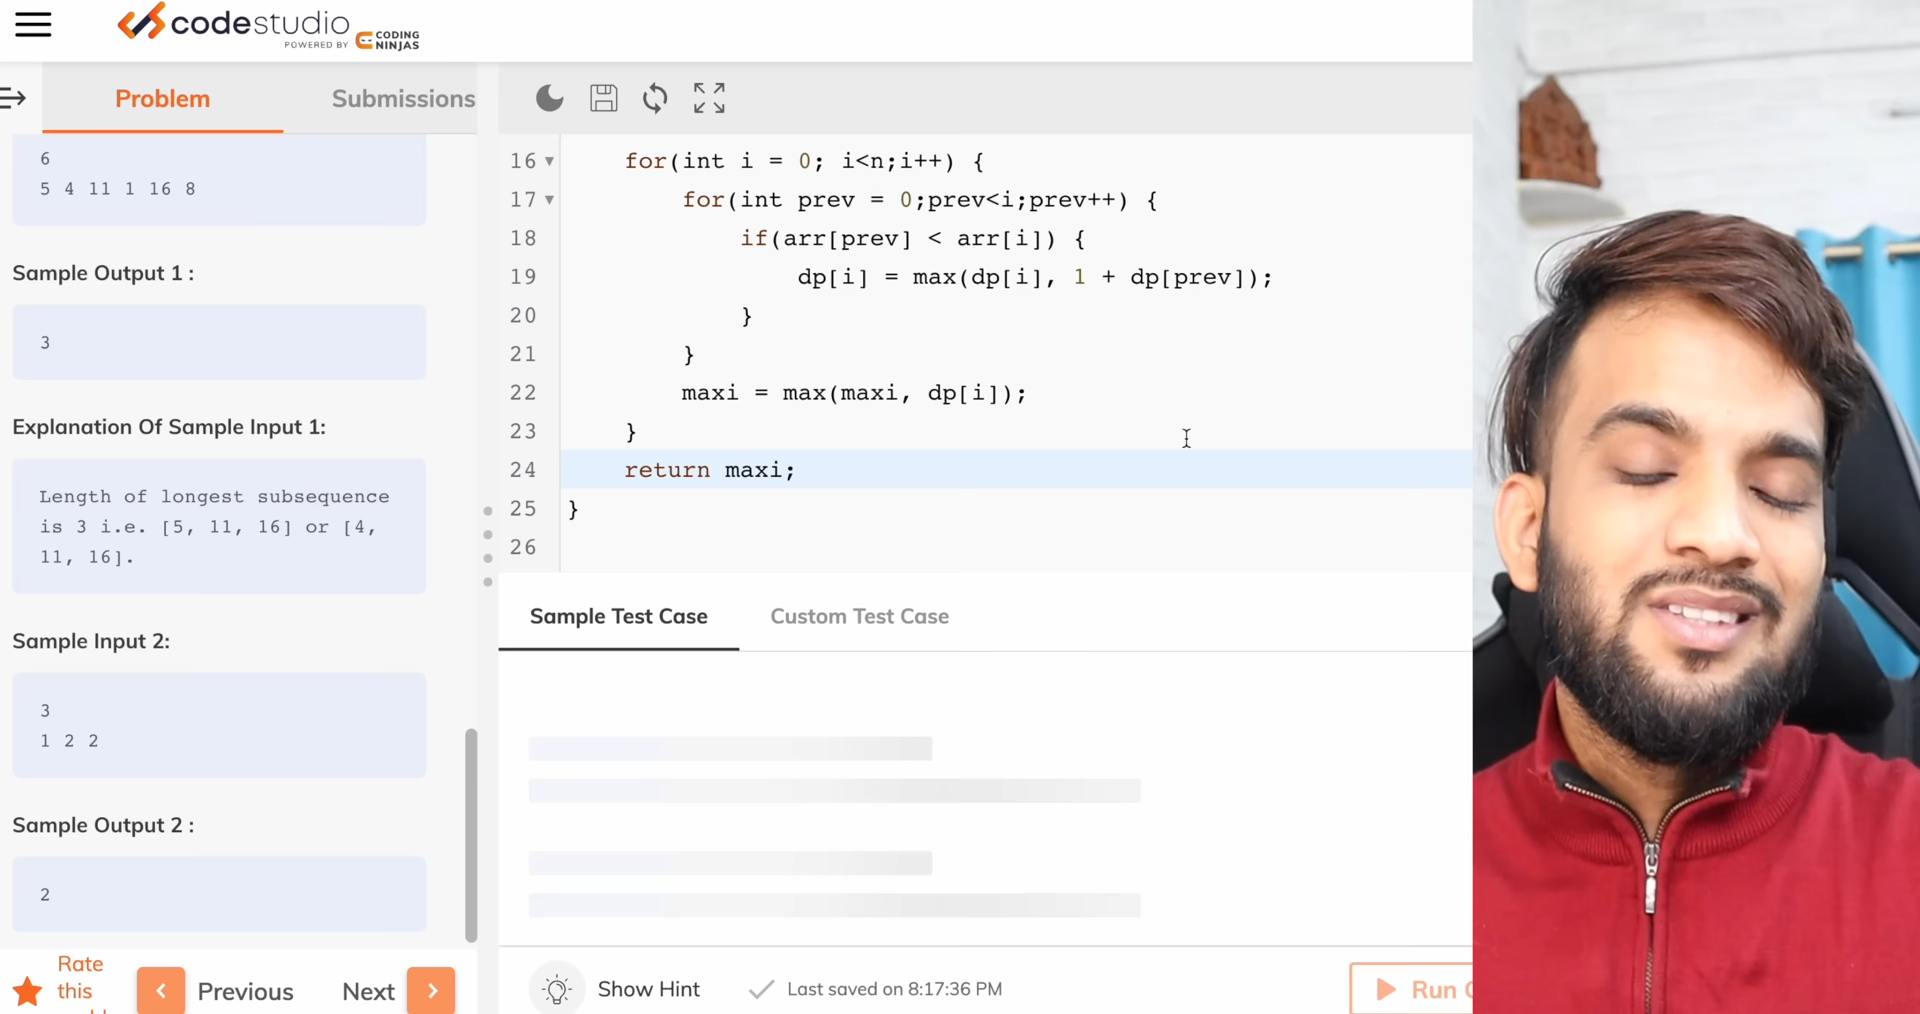 codestudio
POWERED BY CODING NINJAS
Problem
Submissions
6
5 4 11 1 16 8
Sample Output 1 :
3
Explanation Of Sample Input 1:
Length of longest subsequence
is 3 i.e. [5, 11, 16] or [4,
11, 16].
Sample Input 2:
3
1 2 2
Sample Output 2 :
2
Rate
this
Previous
Next
16 for(int i = 0; i<n;i++) {
17 for(int prev = 0;prev<i;prev++) {
18 if(arr[prev] < arr[i]) {
19 dp[i] = max(dp[i], 1 + dp[prev]);
20 }
21 }
22 maxi = max(maxi, dp[i]);
23 }
24 return maxi;
25 }
26
Sample Test Case
Custom Test Case
Show Hint
Last saved on 8:17:36 PM
Run